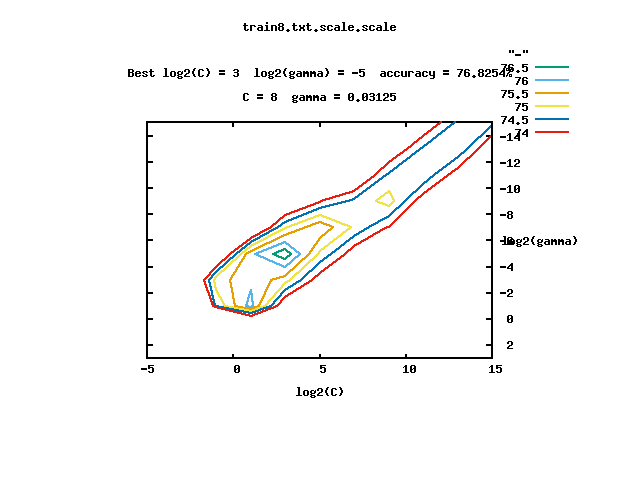 train8.txt.scale.scale
"-"
Best log2(C) = 3 log2(gamma) = -5 accuracy = 76.8254%
76.5
76
C = 8 gamma = 0.03125
75.5
75
74.5
74
-14
-12
-10
-8
-6
log2(gamma)
-4
-2
0
2
-5 0 5 10 15
log2(C)